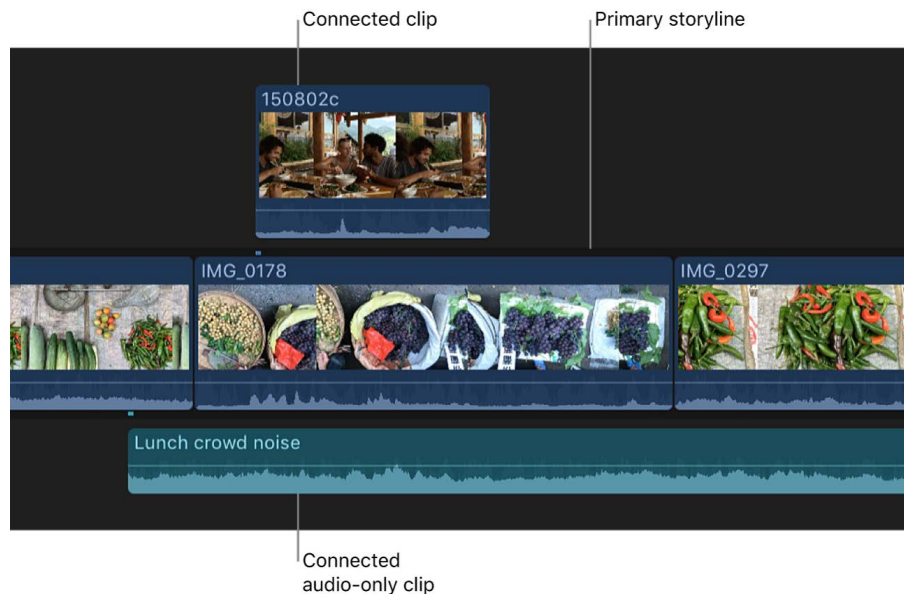 Connected clip
Primary storyline
150802c
IMG_0178
IMG_0297
Lunch crowd noise
Connected
audio-only clip